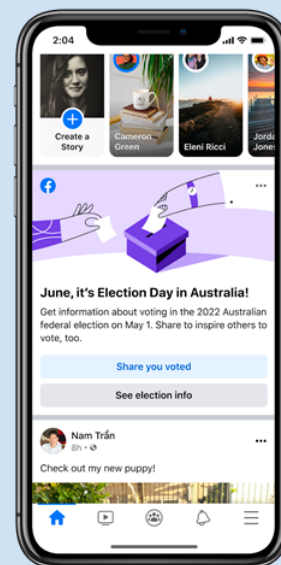 2:04
Create a
Story
Cameron
Green
Eleni Ricci
Jorda
Jones
June, it's Election Day in Australia!
Get information about voting in the 2022 Australian
federal election on May 1. Share to inspire others to
vote, too.
Share you voted
See election info
Nam Trấn
8h
Check out my new puppy!